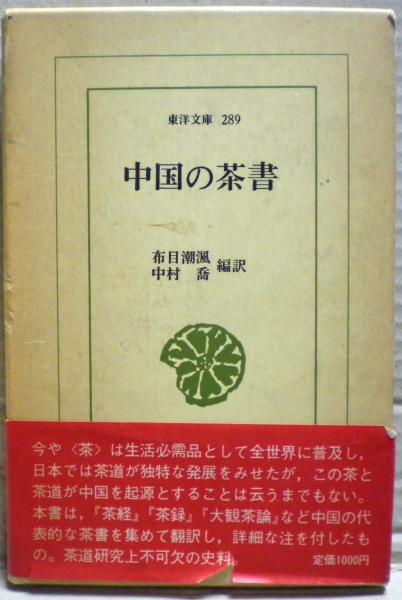 東洋文庫 289
中国の茶書
布目潮渢
中村 喬
編訳
今や〈茶〉は生活必需品として全世界に普及し，
日本では茶道が独特な発展をみせたが，この茶と
茶道が中国を起源とすることは云うまでもない。
本書は，『茶経』『茶録』『大観茶論』など中国の代
表的な茶書を集めて翻訳し，詳細な注を付したも
の。茶道研究上不可欠の史料。
定価1000円